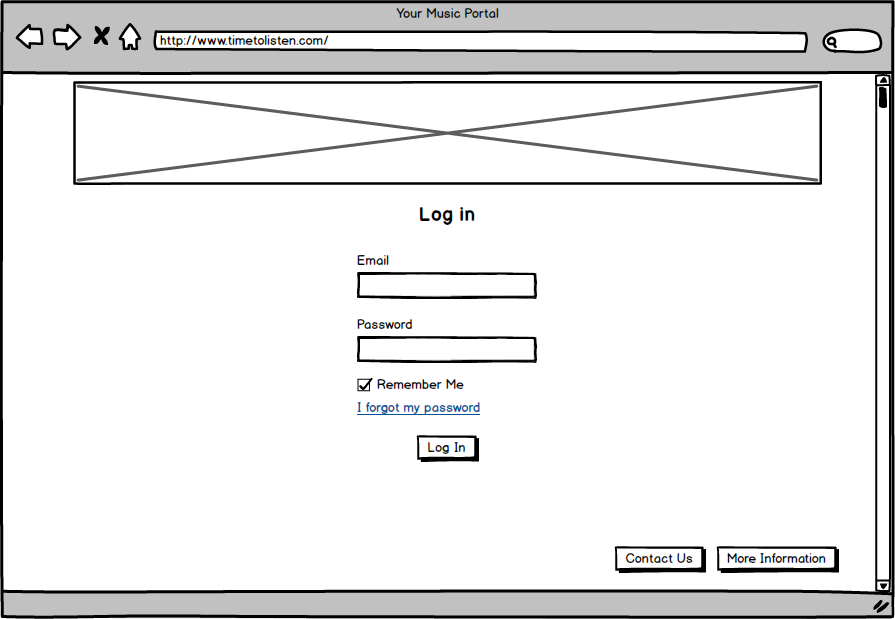 Your Music Portal
http://www.timetolisten.com/
Log in
Email
Password
Remember Me
I forgot my password
Log In
Contact Us
More Information